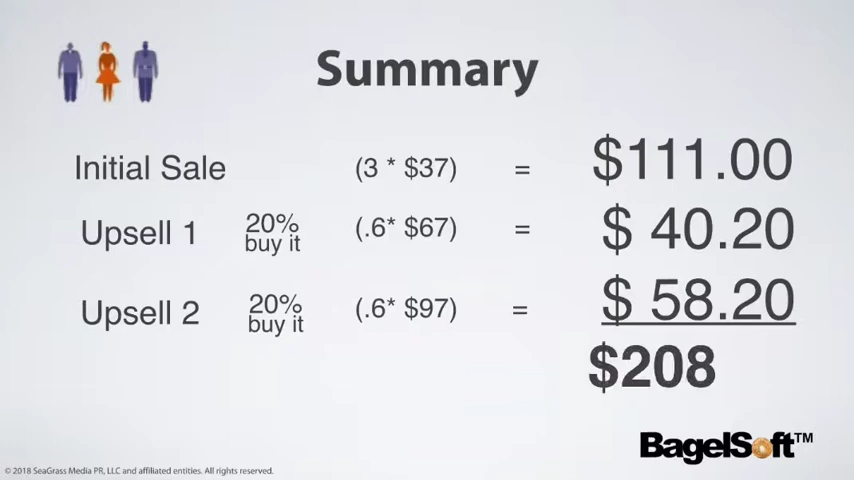 Summary
Initial Sale (3 * $37) = $111.00
Upsell 1 20% buy it (.6* $67) = $ 40.20
Upsell 2 20% buy it (.6* $97) = $ 58.20
$208
BagelSoft™
© 2018 SeaGrass Media PR, LLC and affiliated entities. All rights reserved.